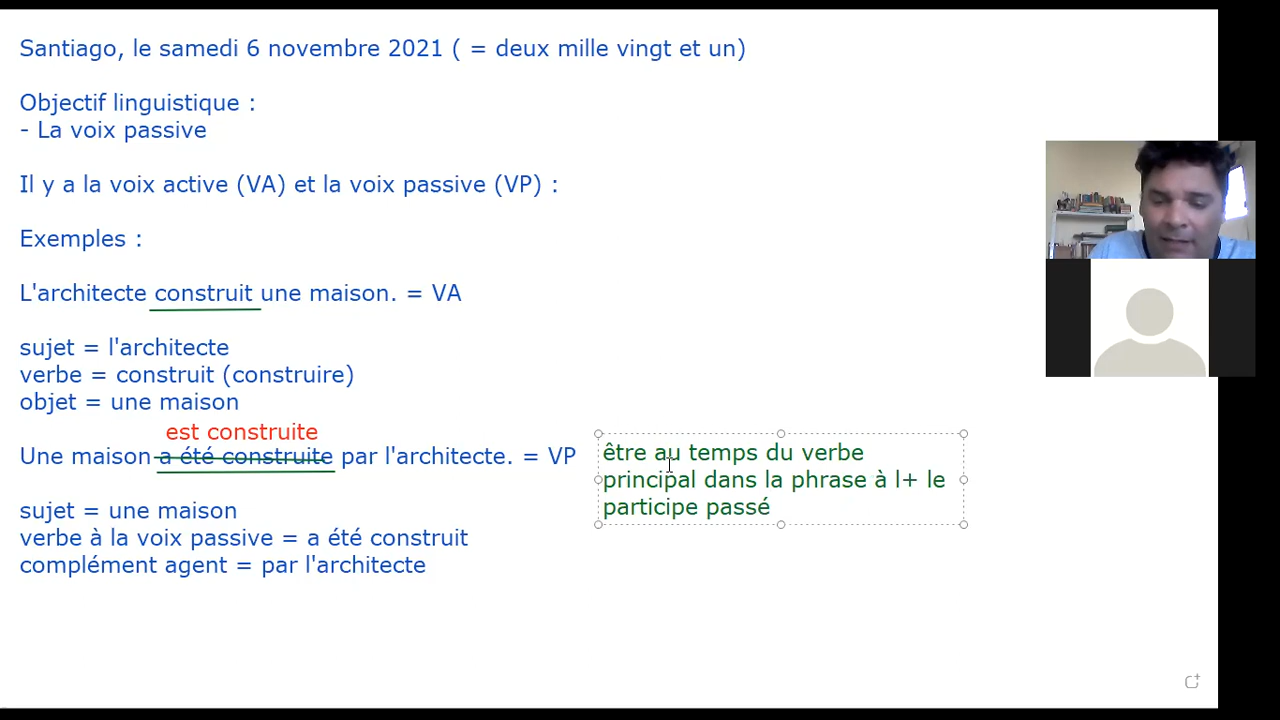 Santiago, le samedi 6 novembre 2021 ( = deux mille vingt et un)
Objectif linguistique :
- La voix passive
Il y a la voix active (VA) et la voix passive (VP) :
Exemples :
L'architecte construit une maison. = VA
sujet = l'architecte
verbe = construit (construire)
objet = une maison
est construite
Une maison a été construite par l'architecte. = VP
être au temps du verbe
principal dans la phrase à l+ le
participe passé
sujet = une maison
verbe à la voix passive = a été construit
complément agent = par l'architecte